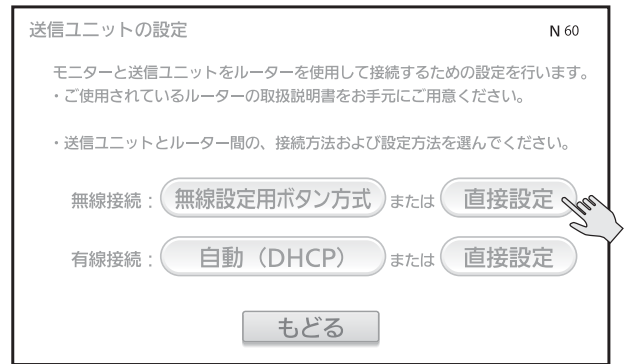 送信ユニットの設定 N 60
モニターと送信ユニットをルーターを使用して接続するための設定を行います。
・ご使用されているルーターの取扱説明書をお手元にご用意ください。
・送信ユニットとルーター間の、接続方法および設定方法を選んでください。
無線接続： 無線設定用ボタン方式 または 直接設定
有線接続： 自動（DHCP） または 直接設定
もどる